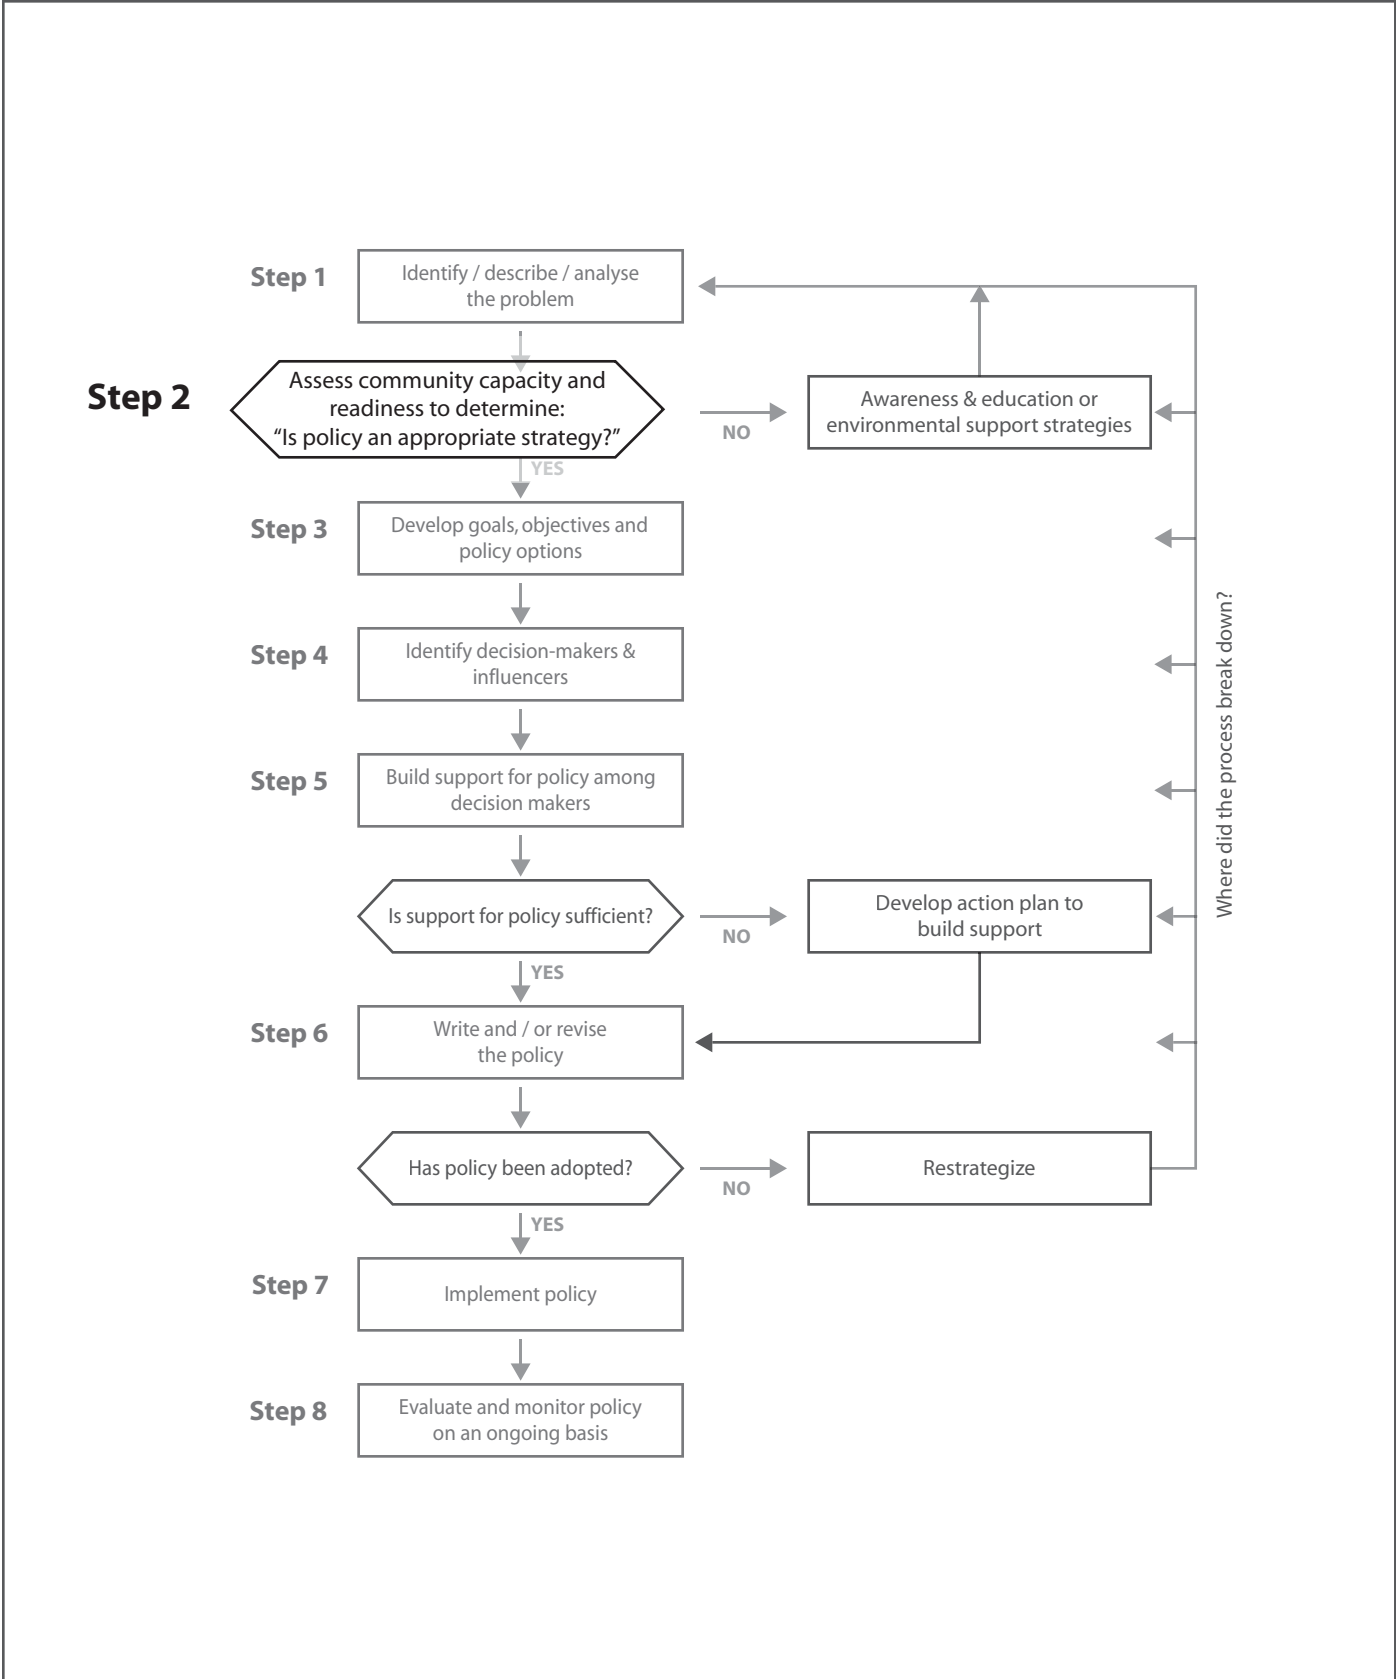 Step 1
Identify / describe / analyse
the problem
Step 2
Assess community capacity and
readiness to determine:
“Is policy an appropriate strategy?”
NO
Awareness & education or
environmental support strategies
YES
Step 3
Develop goals, objectives and
policy options
Step 4
Identify decision-makers &
influencers
Step 5
Build support for policy among
decision makers
Is support for policy sufficient?
NO
Develop action plan to
build support
YES
Step 6
Write and / or revise
the policy
Has policy been adopted?
NO
Restrategize
YES
Step 7
Implement policy
Step 8
Evaluate and monitor policy
on an ongoing basis
Where did the process break down?